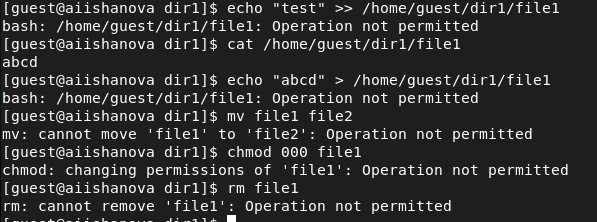 [guest@aiishanova dir1]$ echo "test" >> /home/guest/dir1/file1
bash: /home/guest/dir1/file1: Operation not permitted
[guest@aiishanova dir1]$ cat /home/guest/dir1/file1
abcd
[guest@aiishanova dir1]$ echo "abcd" > /home/guest/dir1/file1
bash: /home/guest/dir1/file1: Operation not permitted
[guest@aiishanova dir1]$ mv file1 file2
mv: cannot move 'file1' to 'file2': Operation not permitted
[guest@aiishanova dir1]$ chmod 000 file1
chmod: changing permissions of 'file1': Operation not permitted
[guest@aiishanova dir1]$ rm file1
rm: cannot remove 'file1': Operation not permitted
[guest@aiishanova dir1]$